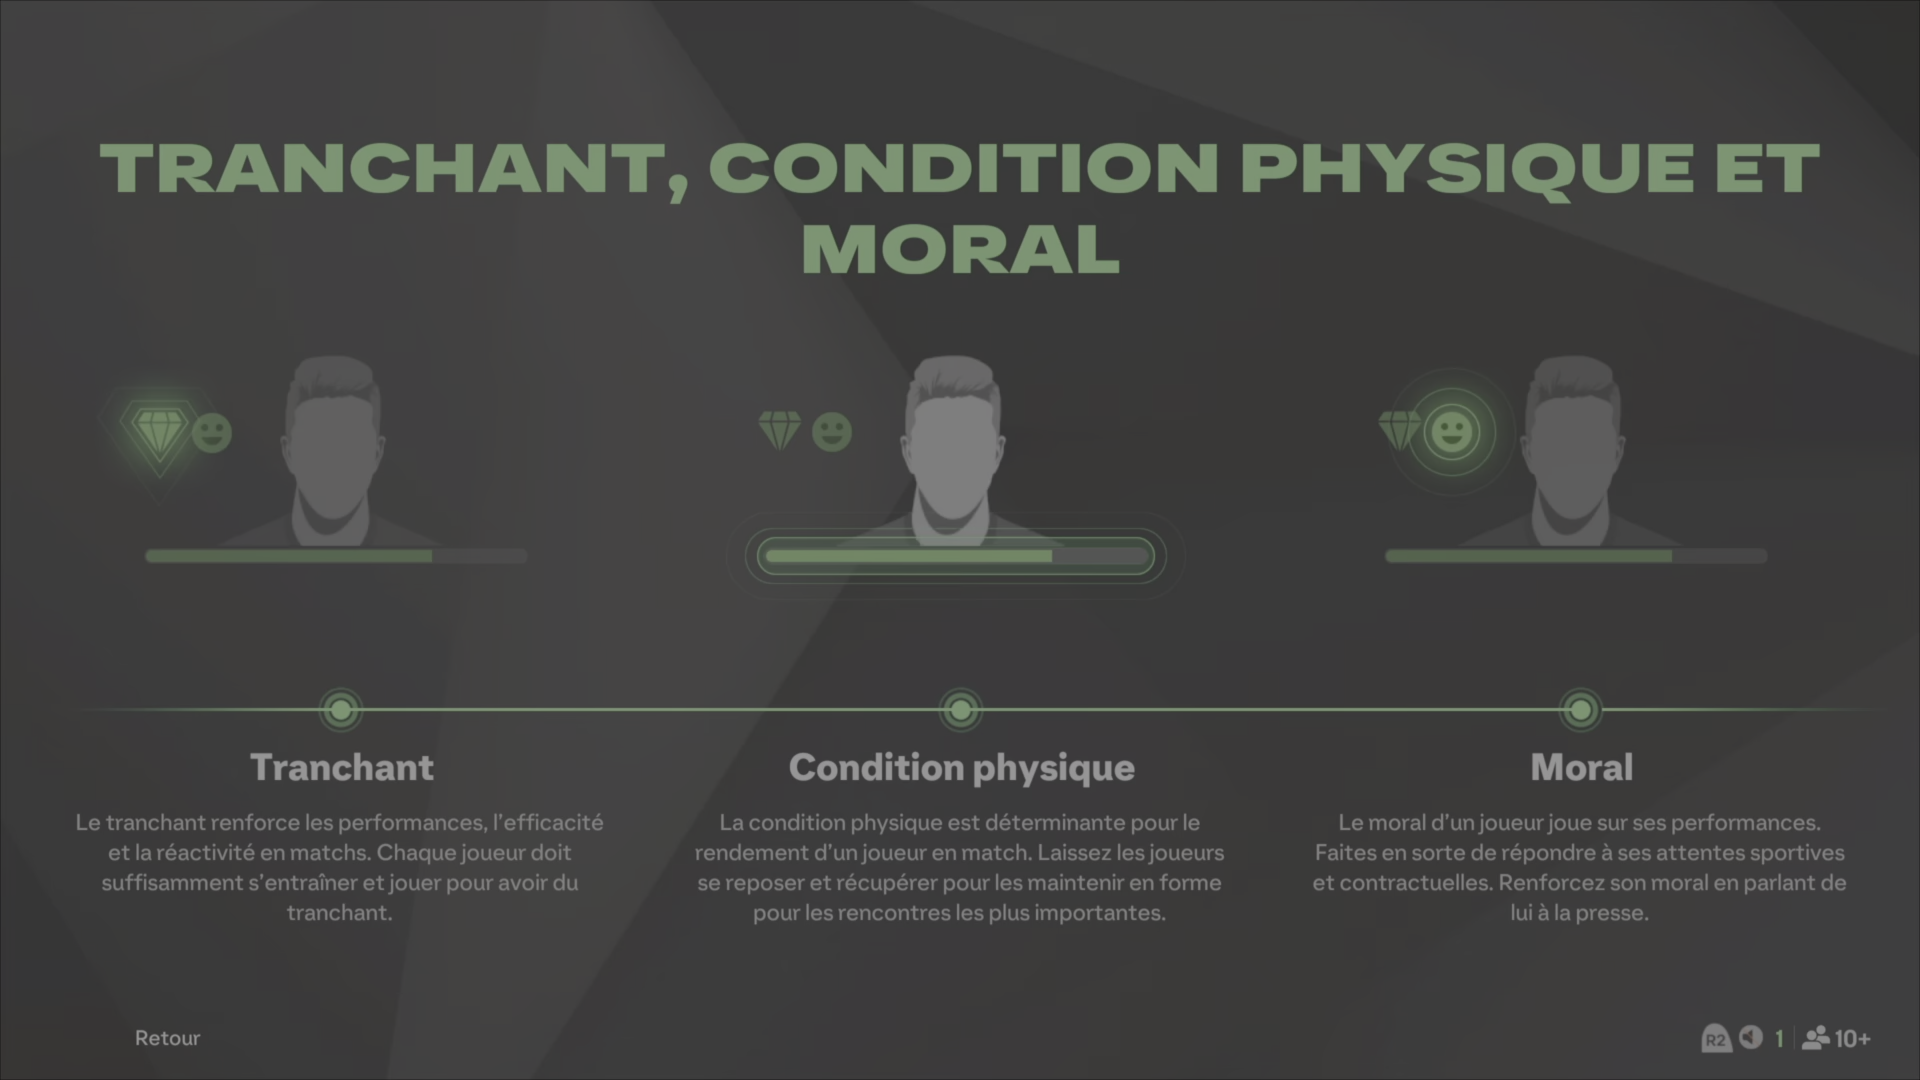 TRANCHANT, CONDITION PHYSIQUE ET
MORAL
Tranchant
Le tranchant renforce les performances, l’efficacité
et la réactivité en matchs. Chaque joueur doit
suffisamment s’entraîner et jouer pour avoir du
tranchant.
Condition physique
La condition physique est déterminante pour le
rendement d’un joueur en match. Laissez les joueurs
se reposer et récupérer pour les maintenir en forme
pour les rencontres les plus importantes.
Moral
Le moral d’un joueur joue sur ses performances.
Faites en sorte de répondre à ses attentes sportives
et contractuelles. Renforcez son moral en parlant de
lui à la presse.
Retour
R2 1 10+